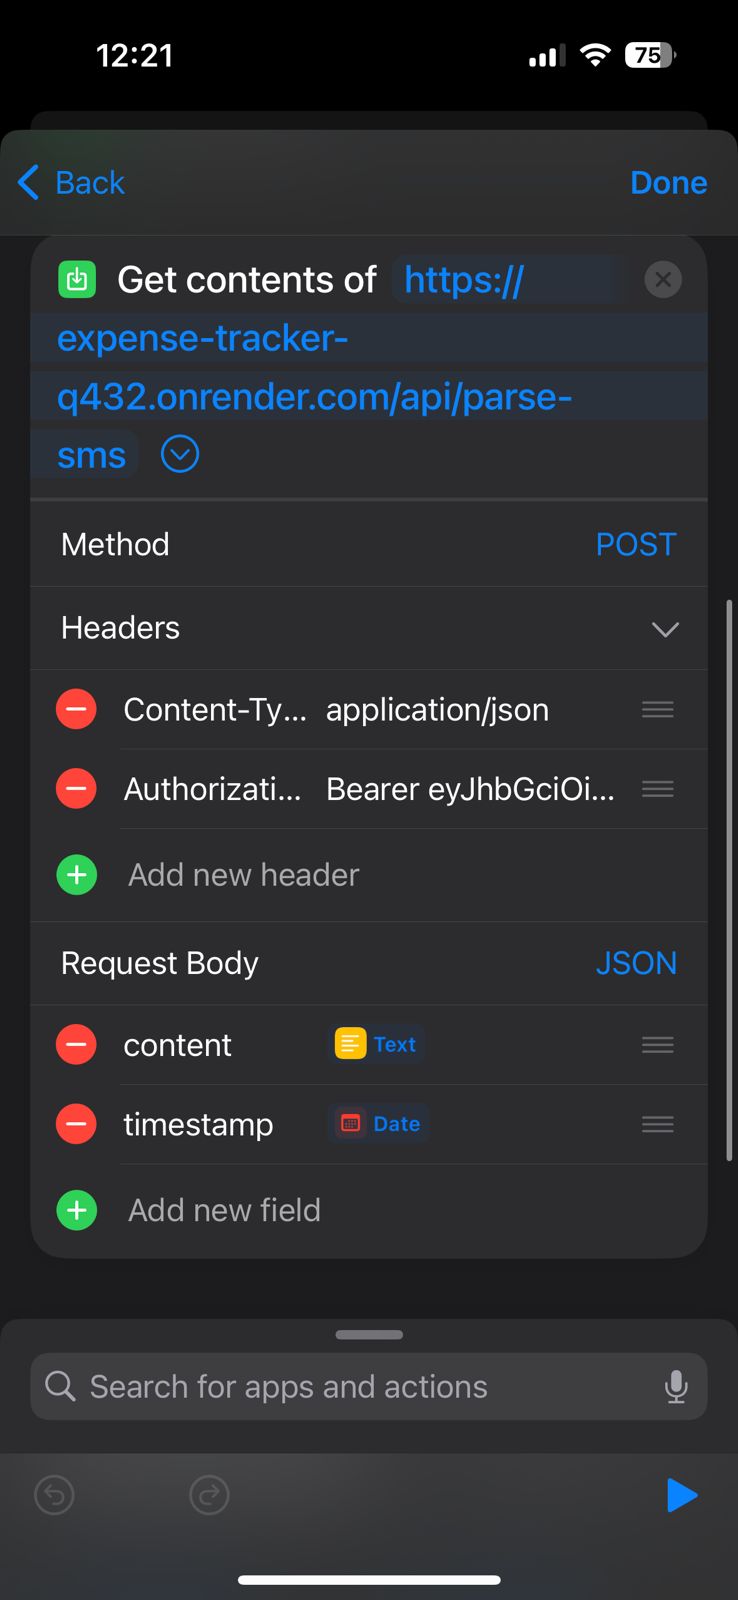 12:21
75
Back
Done
Get contents of https://
expense-tracker-
q432.onrender.com/api/parse-
sms
Method POST
Headers
Content-Ty... application/json
Authorizati... Bearer eyJhbGciOi...
Add new header
Request Body JSON
content Text
timestamp Date
Add new field
Search for apps and actions